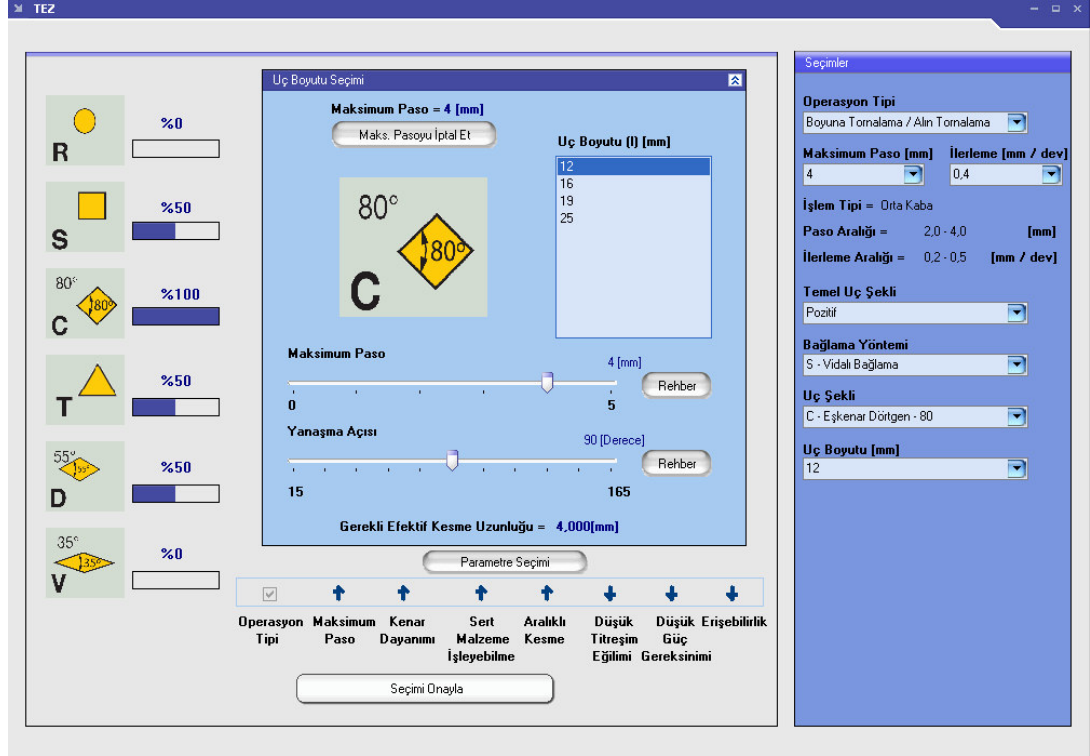 TEZ
R
%0
S
%50
80°
80°
C
%100
T
%50
55°
55°
D
%50
35°
35°
V
%0
Uç Boyutu Seçimi
Maksimum Paso = 4 [mm]
Maks. Pasoyu İptal Et
Uç Boyutu (l) [mm]
12
16
19
25
80°
80°
C
Maksimum Paso
4 [mm]
0
5
Rehber
Yanaşma Açısı
90 [Derece]
15
165
Rehber
Gerekli Efektif Kesme Uzunluğu = 4,000[mm]
Parametre Seçimi
Operasyon Maksimum Kenar Sert Aralıklı Düşük Düşük Erişebilirlik
Tipi Paso Dayanımı Malzeme Kesme Titreşim Güç
İşleyebilme Eğilimi Gereksinimi
Seçimi Onayla
Seçimler
Operasyon Tipi
Boyuna Tornalama / Alın Tornalama
Maksimum Paso [mm] İlerleme [mm / dev]
4 0,4
İşlem Tipi = Orta Kaba
Paso Aralığı = 2,0 - 4,0 [mm]
İlerleme Aralığı = 0,2 - 0,5 [mm / dev]
Temel Uç Şekli
Pozitif
Bağlama Yöntemi
S - Vidalı Bağlama
Uç Şekli
C - Eşkenar Dörtgen - 80
Uç Boyutu [mm]
12